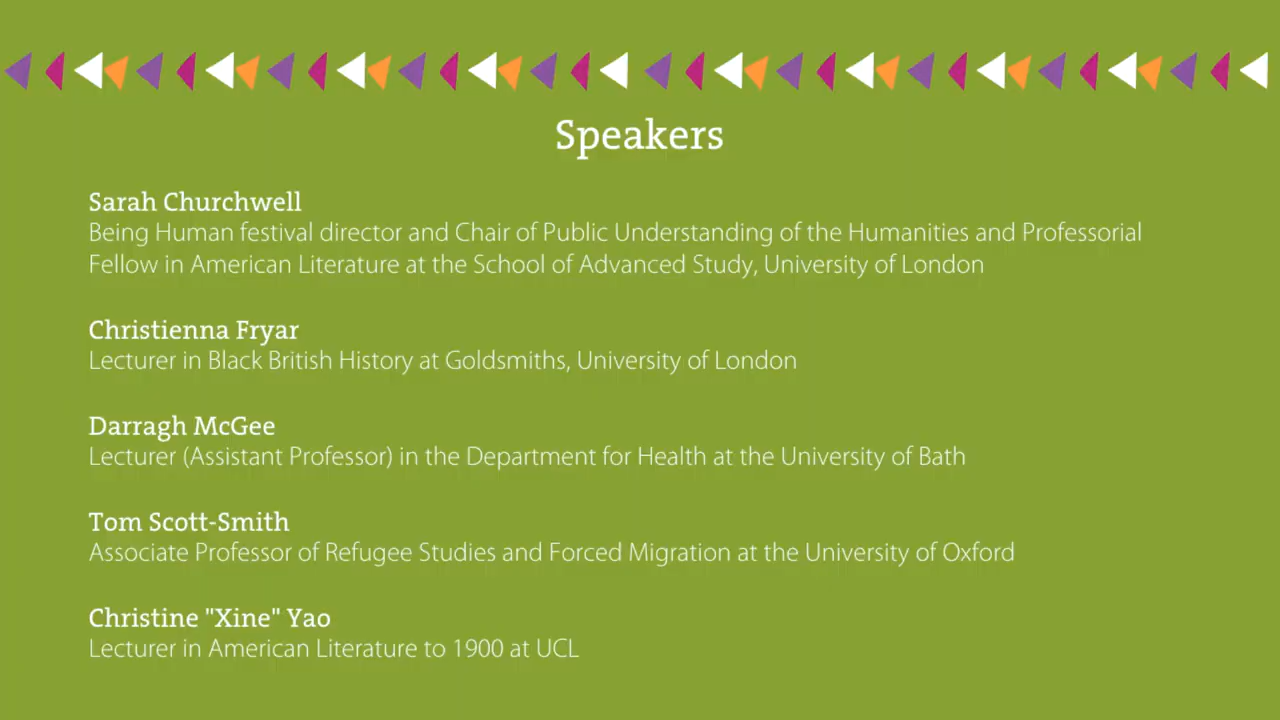 Speakers
Sarah Churchwell
Being Human festival director and Chair of Public Understanding of the Humanities and Professorial
Fellow in American Literature at the School of Advanced Study, University of London
Christienna Fryar
Lecturer in Black British History at Goldsmiths, University of London
Darragh McGee
Lecturer (Assistant Professor) in the Department for Health at the University of Bath
Tom Scott-Smith
Associate Professor of Refugee Studies and Forced Migration at the University of Oxford
Christine "Xine" Yao
Lecturer in American Literature to 1900 at UCL